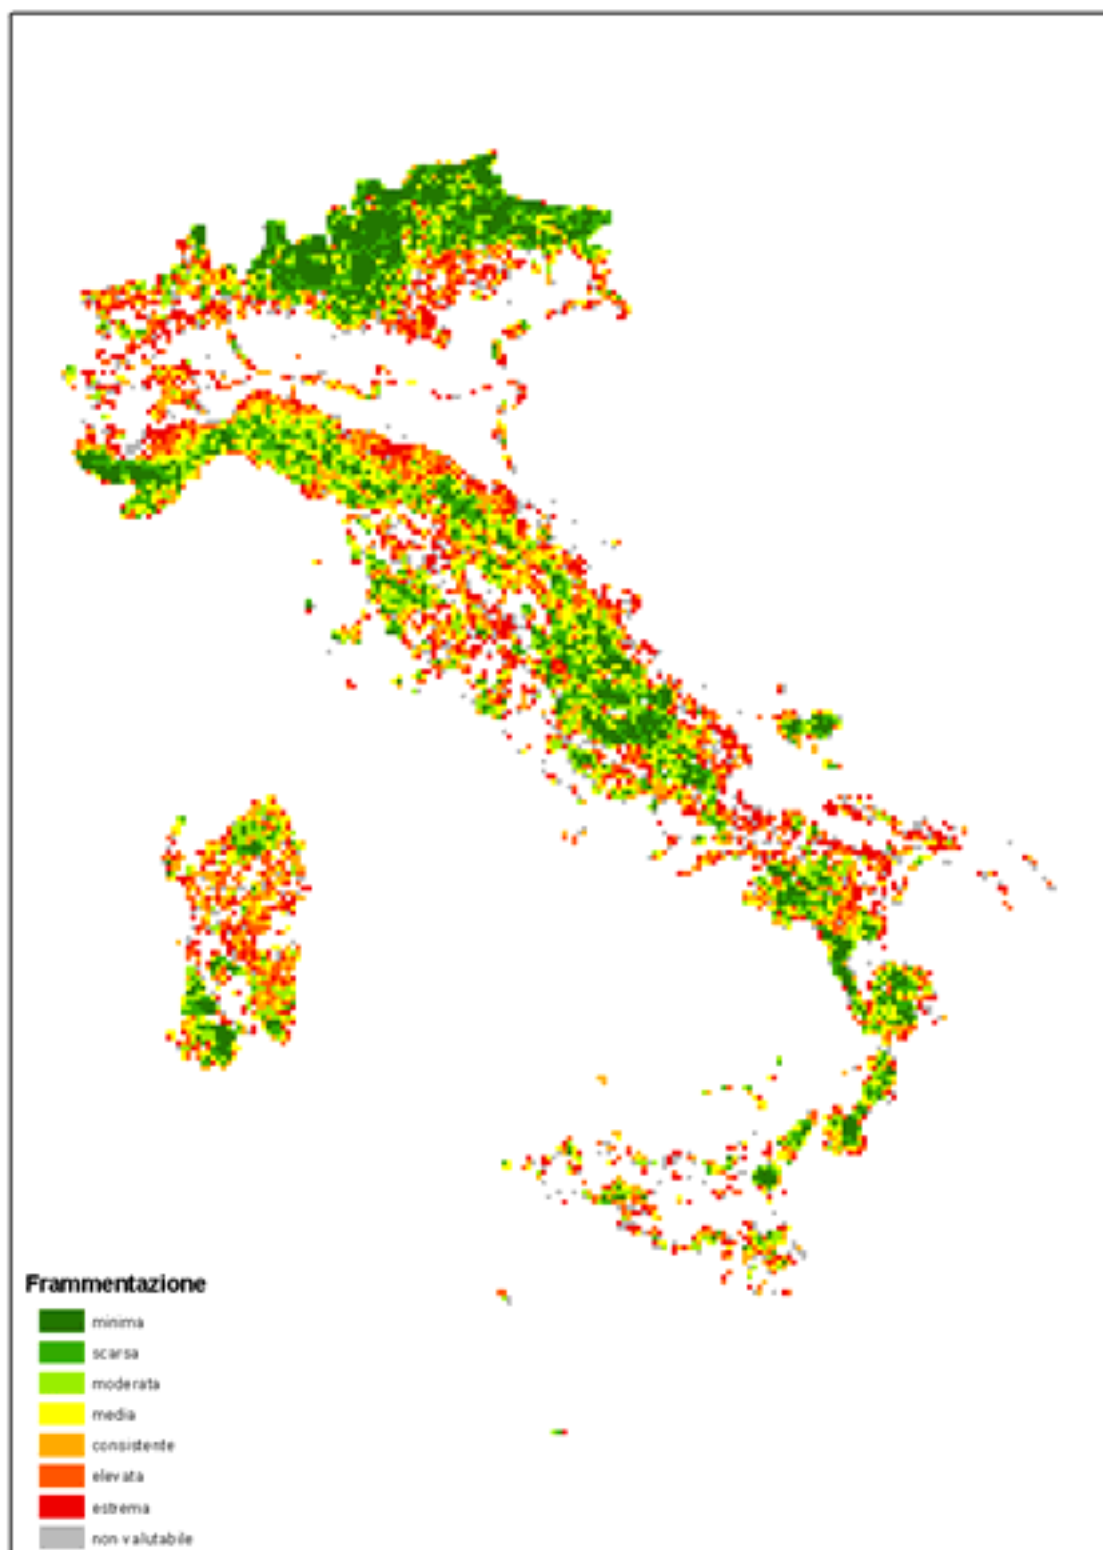 Frammentazione
minima
scarsa
moderata
media
consistente
elevata
estrema
non valutabile